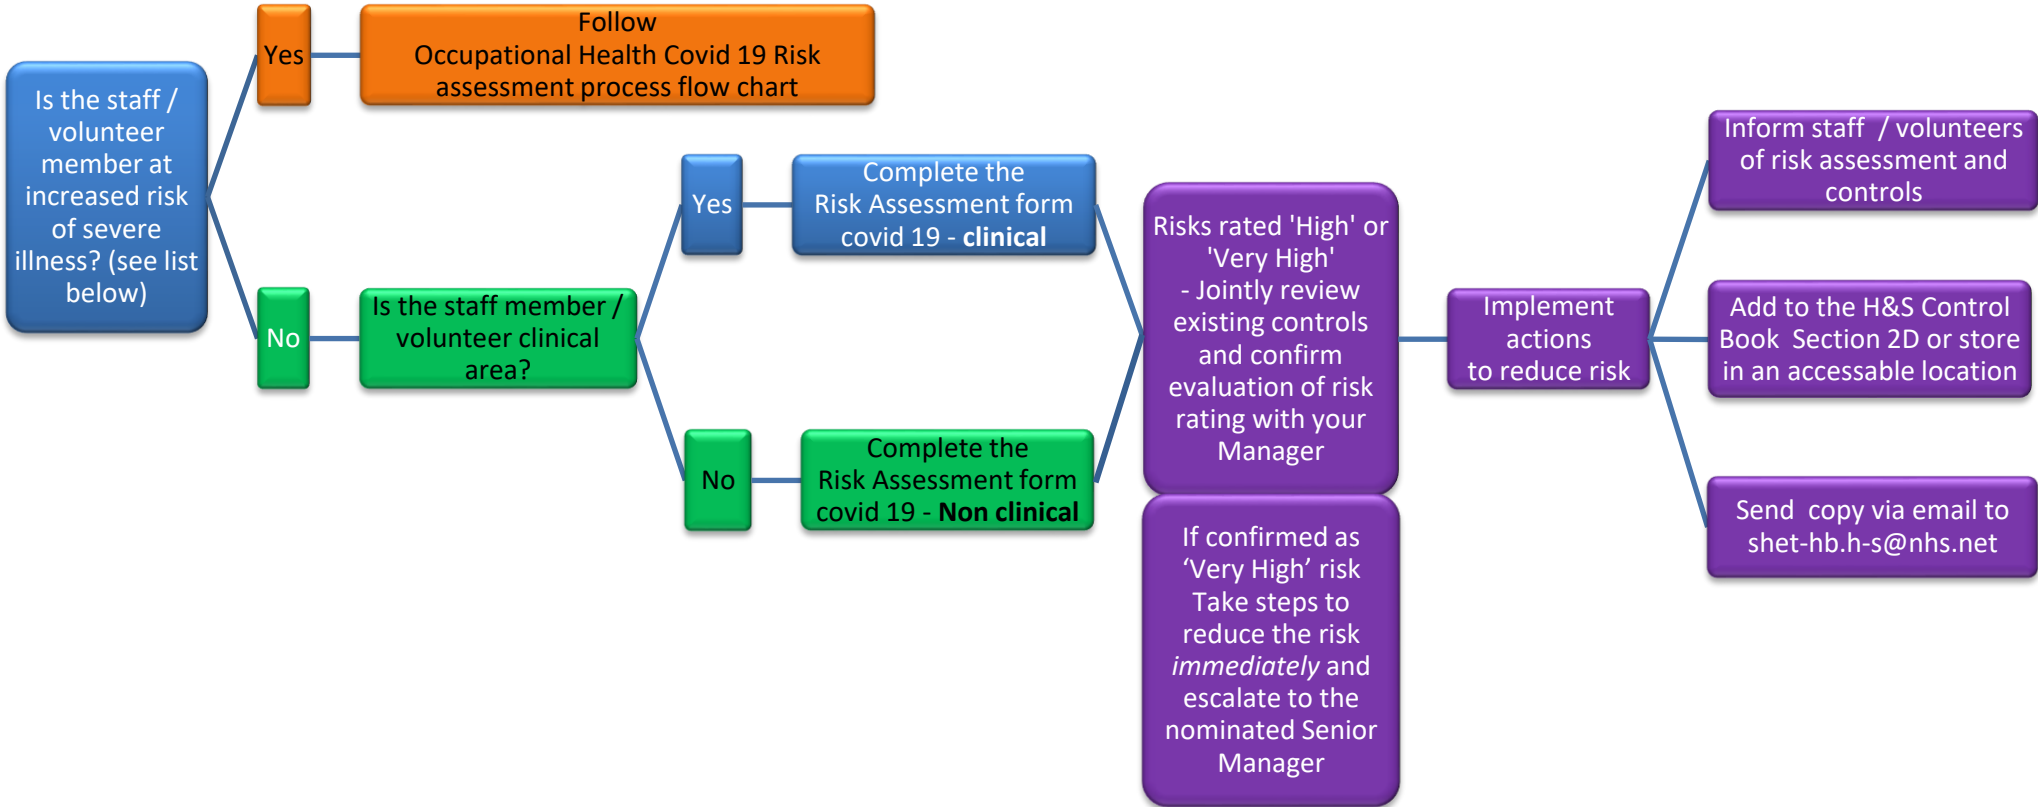 Is the staff /
volunteer
member at
increased risk
of severe
illness? (see list
below)
Yes
Follow
Occupational Health Covid 19 Risk
assessment process flow chart
No
Is the staff member /
volunteer clinical
area?
Yes
Complete the
Risk Assessment form
covid 19 - clinical
No
Complete the
Risk Assessment form
covid 19 - Non clinical
Risks rated 'High' or
'Very High'
- Jointly review
existing controls
and confirm
evaluation of risk
rating with your
Manager
If confirmed as
‘Very High’ risk
Take steps to
reduce the risk
immediately and
escalate to the
nominated Senior
Manager
Implement
actions
to reduce risk
Inform staff / volunteers
of risk assessment and
controls
Add to the H&S Control
Book Section 2D or store
in an accessable location
Send copy via email to
shet-hb.h-s@nhs.net